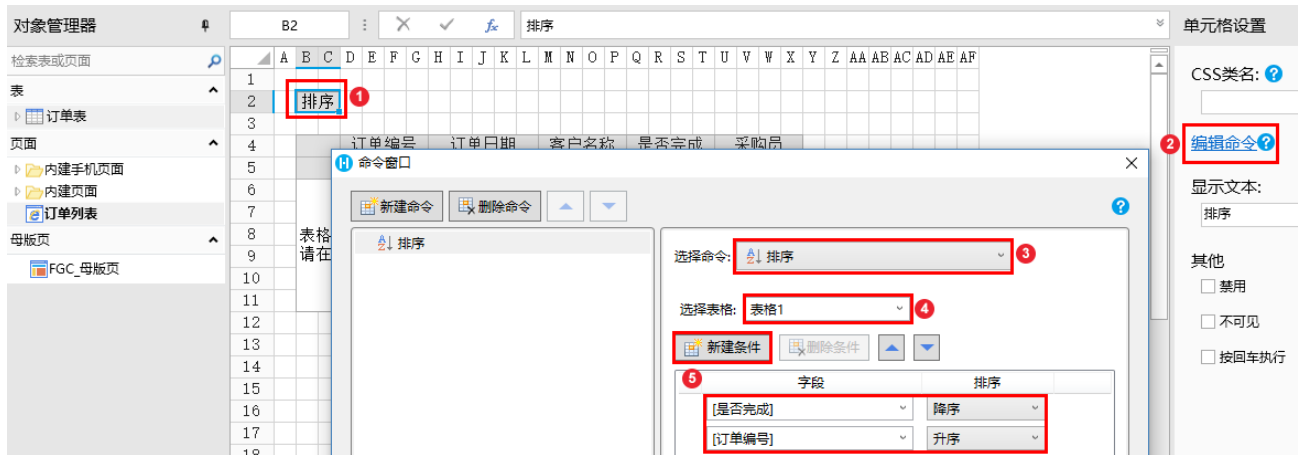 对象管理器
检索表或页面
表
订单表
页面
内建手机页面
内建页面
订单列表
母版页
FGC_母版页
B2
fx
排序
A B C D E F G H I J K L M N O P Q R S T U V W X Y Z AA AB AC AD AE AF
1
2 排序 1
3
4 订单编号 订单日期 客户名称 是否完成 采购员
5
6
7
8 表格
9 请在
10
11
12
13
14
15
16
17
18
命令窗口
新建命令 删除命令
排序
选择命令: 排序 3
选择表格: 表格1 4
新建条件 删除条件
5 字段 排序
[是否完成] 降序
[订单编号] 升序
单元格设置
CSS类名:
2 编辑命令
显示文本:
排序
其他
禁用
不可见
按回车执行